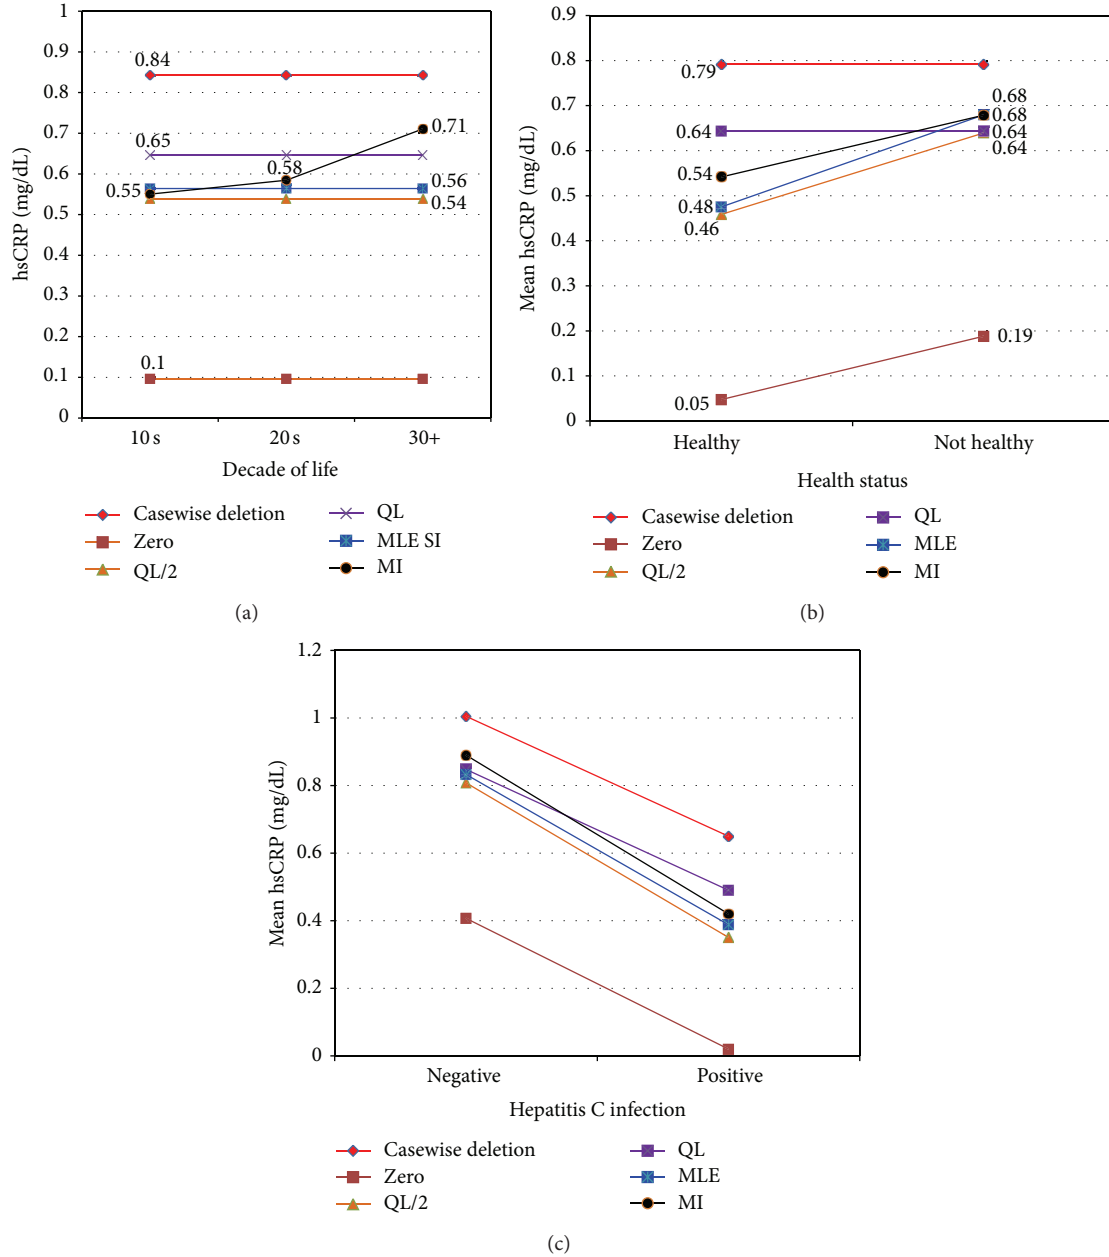 1
0.9
0.8
0.7
0.6
0.5
0.4
0.3
0.2
0.1
0
hsCRP (mg/dL)
0.84
0.65
0.58
0.71
0.55
0.56
0.54
0.1
10 s
20 s
30+
Decade of life
Casewise deletion
Zero
QL/2
QL
MLE SI
MI
(a)
0.9
0.8
0.7
0.6
0.5
0.4
0.3
0.2
0.1
0
Mean hsCRP (mg/dL)
0.79
0.64
0.54
0.48
0.46
0.05
0.68
0.68
0.64
0.64
0.19
Healthy
Not healthy
Health status
Casewise deletion
Zero
QL/2
QL
MLE
MI
(b)
1.2
1
0.8
0.6
0.4
0.2
0
Mean hsCRP (mg/dL)
Negative
Positive
Hepatitis C infection
Casewise deletion
Zero
QL/2
QL
MLE
MI
(c)